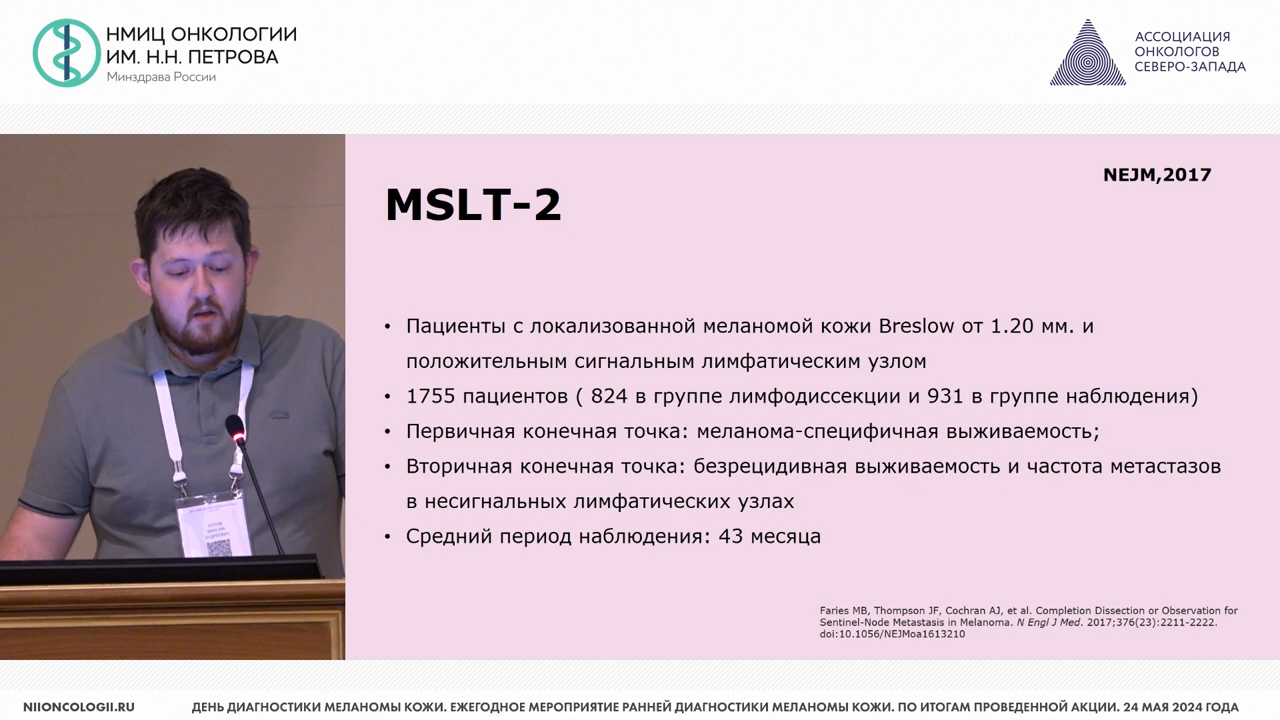 НМИЦ ОНКОЛОГИИ
ИМ. Н.Н. ПЕТРОВА
Минздрава России
АССОЦИАЦИЯ
ОНКОЛОГОВ
СЕВЕРО-ЗАПАДА
NEJM,2017
MSLT-2
• Пациенты с локализованной меланомой кожи Breslow от 1.20 мм. и
положительным сигнальным лимфатическим узлом
• 1755 пациентов ( 824 в группе лимфодиссекции и 931 в группе наблюдения)
• Первичная конечная точка: меланома-специфичная выживаемость;
• Вторичная конечная точка: безрецидивная выживаемость и частота метастазов
в несигнальных лимфатических узлах
• Средний период наблюдения: 43 месяца
Faries MB, Thompson JF, Cochran AJ, et al. Completion Dissection or Observation for
Sentinel-Node Metastasis in Melanoma. N Engl J Med. 2017;376(23):2211-2222.
doi:10.1056/NEJMoa1613210
NIIONCOLOGII.RU
ДЕНЬ ДИАГНОСТИКИ МЕЛАНОМЫ КОЖИ. ЕЖЕГОДНОЕ МЕРОПРИЯТИЕ РАННЕЙ ДИАГНОСТИКИ МЕЛАНОМЫ КОЖИ. ПО ИТОГАМ ПРОВЕДЕННОЙ АКЦИИ. 24 МАЯ 2024 ГОДА